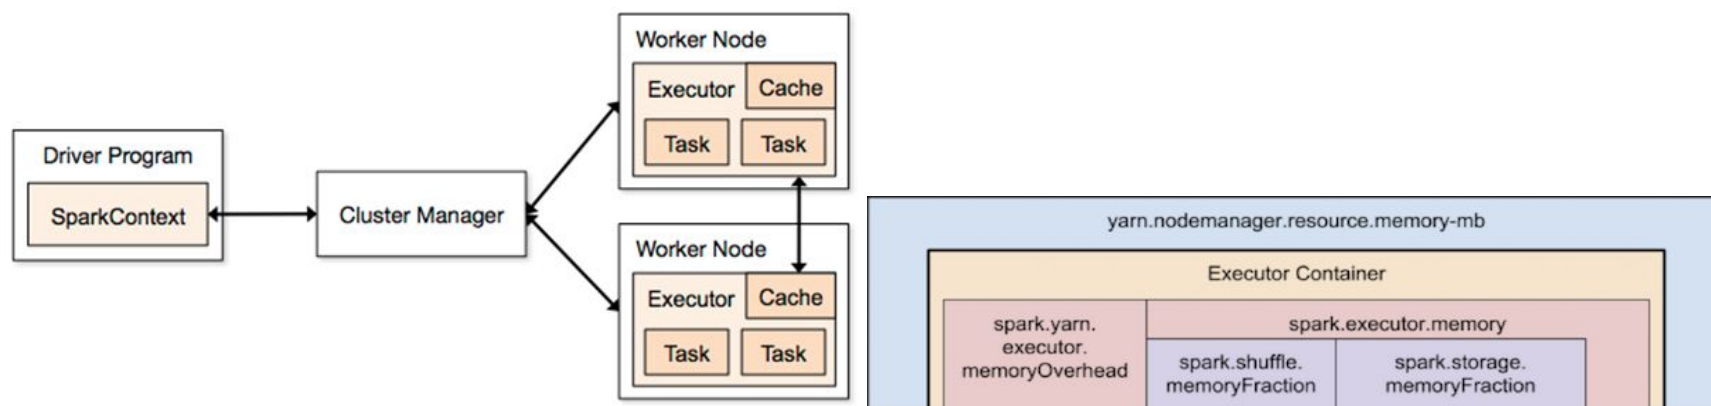 Driver Program
SparkContext
Cluster Manager
Worker Node
Executor
Cache
Task
Task
Worker Node
Executor
Cache
Task
Task
yarn.nodemanager.resource.memory-mb
Executor Container
spark.yarn.
executor.
memoryOverhead
spark.executor.memory
spark.shuffle.
memoryFraction
spark.storage.
memoryFraction